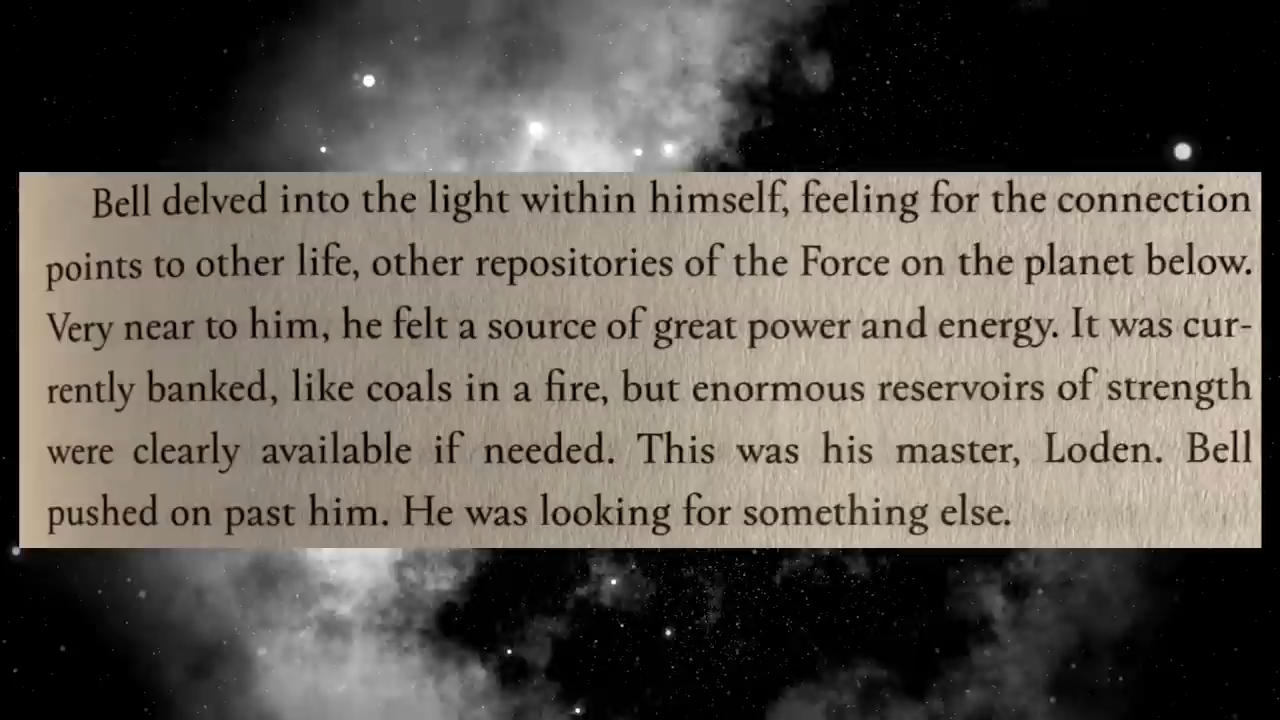 Bell delved into the light within himself, feeling for the connection
points to other life, other repositories of the Force on the planet below.
Very near to him, he felt a source of great power and energy. It was cur-
rently banked, like coals in a fire, but enormous reservoirs of strength
were clearly available if needed. This was his master, Loden. Bell
pushed on past him. He was looking for something else.